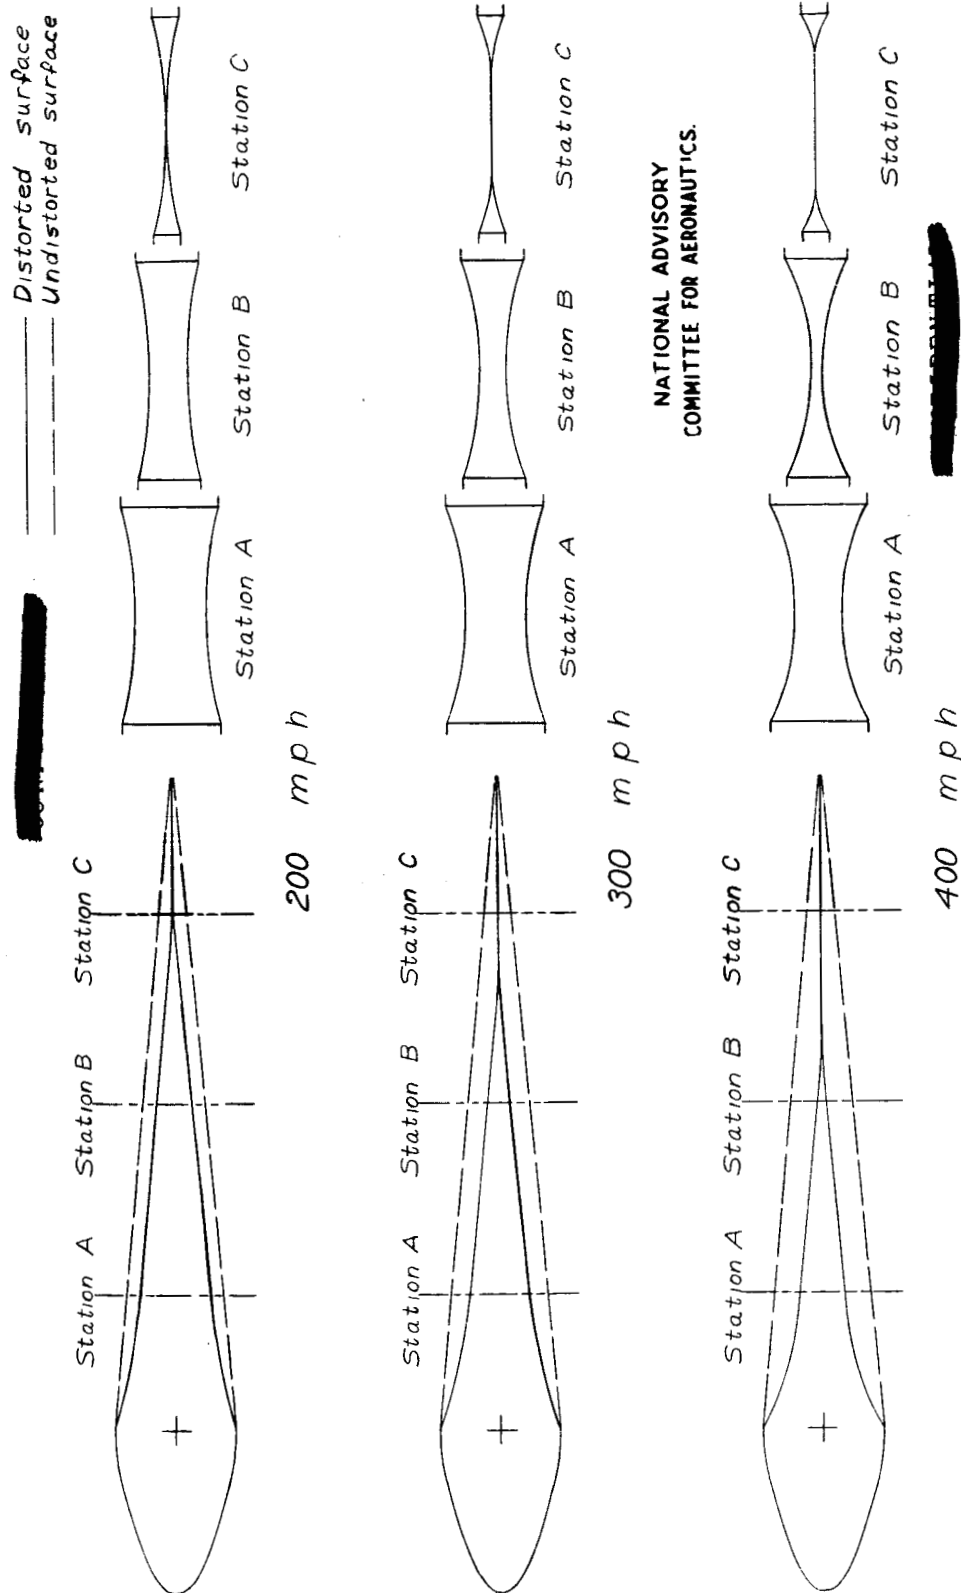 Distorted surface
Undistorted surface
Station A
Station B
Station C
200 mph
Station A
Station B
Station C
Station A
Station B
Station C
300 mph
Station A
Station B
Station C
NATIONAL ADVISORY
COMMITTEE FOR AERONAUTICS.
Station A
Station B
Station C
400 mph
Station A
Station B
Station C